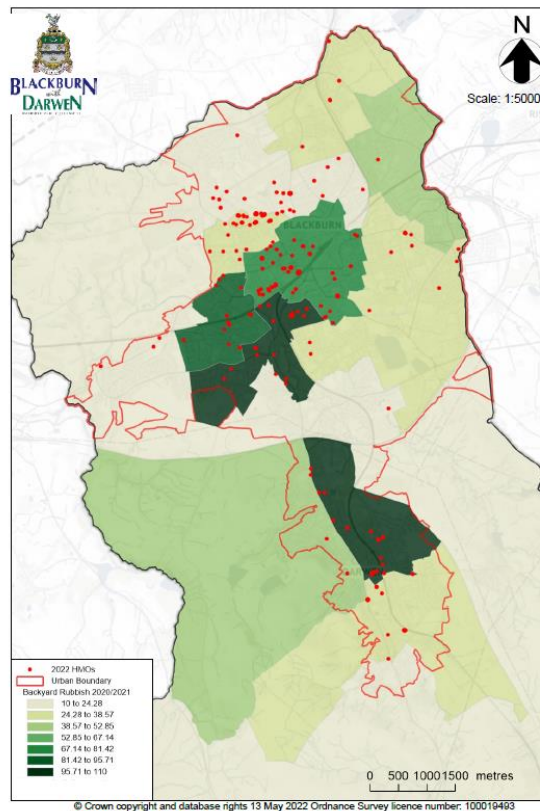 N
BLACKBURN
with
DARWEN
Scale: 1:5000
BLACKBURN
2022 HMOs
Urban Boundary
Backyard Rubbish 2020/2021
10 to 24.28
24.28 to 38.57
38.57 to 52.85
52.85 to 67.14
67.14 to 81.42
81.42 to 95.71
95.71 to 110
0 500 1000 1500 metres
© Crown copyright and database rights 13 May 2022 Ordnance Survey licence number: 100019493